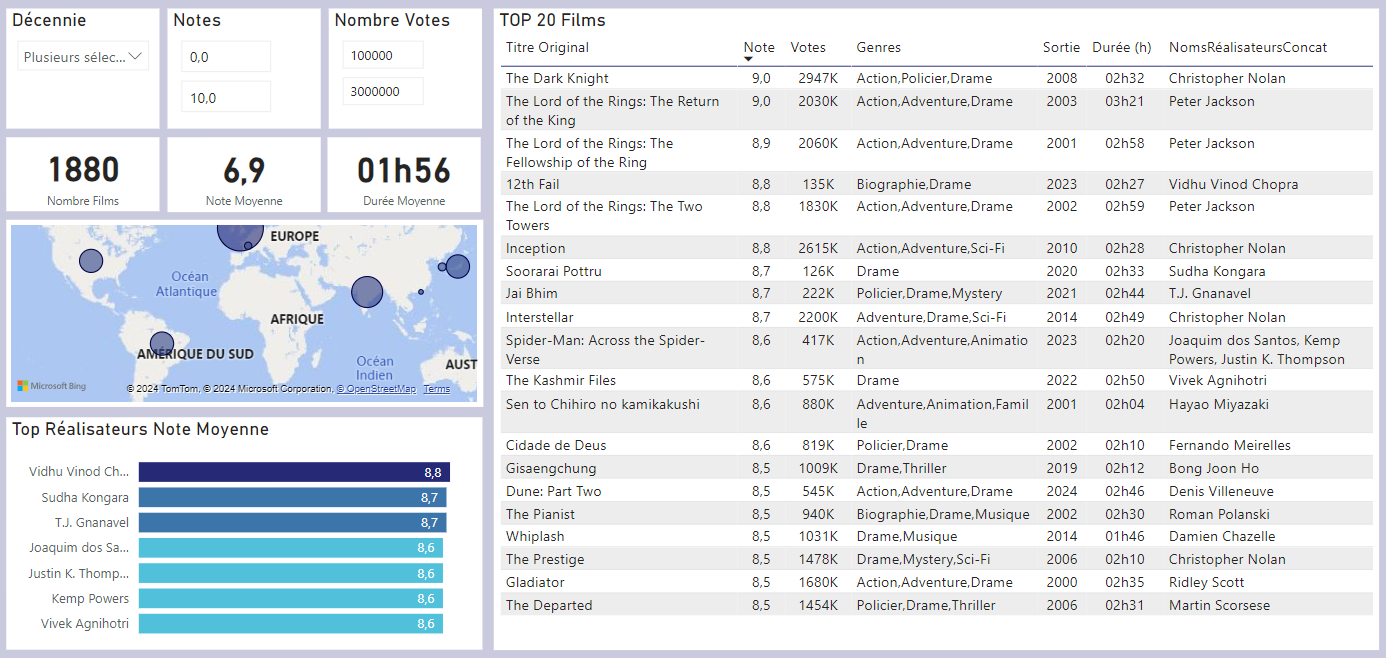 Décennie
Plusieurs sélec...
Notes
0,0
10,0
Nombre Votes
100000
3000000
1880
Nombre Films
6,9
Note Moyenne
01h56
Durée Moyenne
EUROPE
Océan
Atlantique
AFRIQUE
AMÉRIQUE DU SUD
Océan
Indien
AUST
Microsoft Bing
© 2024 TomTom, © 2024 Microsoft Corporation, © OpenStreetMap Terms
Top Réalisateurs Note Moyenne
Vidhu Vinod Ch... 8,8
Sudha Kongara 8,7
T.J. Gnanavel 8,7
Joaquim dos Sa... 8,6
Justin K. Thomp... 8,6
Kemp Powers 8,6
Vivek Agnihotri 8,6
TOP 20 Films
Titre Original Note Votes Genres Sortie Durée (h) NomsRéalisateursConcat
The Dark Knight 9,0 2947K Action,Policier,Drame 2008 02h32 Christopher Nolan
The Lord of the Rings: The Return 9,0 2030K Action,Adventure,Drame 2003 03h21 Peter Jackson
of the King
The Lord of the Rings: The 8,9 2060K Action,Adventure,Drame 2001 02h58 Peter Jackson
Fellowship of the Ring
12th Fail 8,8 135K Biographie,Drame 2023 02h27 Vidhu Vinod Chopra
The Lord of the Rings: The Two 8,8 1830K Action,Adventure,Drame 2002 02h59 Peter Jackson
Towers
Inception 8,8 2615K Action,Adventure,Sci-Fi 2010 02h28 Christopher Nolan
Soorarai Pottru 8,7 126K Drame 2020 02h33 Sudha Kongara
Jai Bhim 8,7 222K Policier,Drame,Mystery 2021 02h44 T.J. Gnanavel
Interstellar 8,7 2200K Adventure,Drame,Sci-Fi 2014 02h49 Christopher Nolan
Spider-Man: Across the Spider- 8,6 417K Action,Adventure,Animatio 2023 02h20 Joaquim dos Santos, Kemp
Verse n Powers, Justin K. Thompson
The Kashmir Files 8,6 575K Drame 2022 02h50 Vivek Agnihotri
Sen to Chihiro no kamikakushi 8,6 880K Adventure,Animation,Famil 2001 02h04 Hayao Miyazaki
le
Cidade de Deus 8,6 819K Policier,Drame 2002 02h10 Fernando Meirelles
Gisaengchung 8,5 1009K Drame,Thriller 2019 02h12 Bong Joon Ho
Dune: Part Two 8,5 545K Action,Adventure,Drame 2024 02h46 Denis Villeneuve
The Pianist 8,5 940K Biographie,Drame,Musique 2002 02h30 Roman Polanski
Whiplash 8,5 1031K Drame,Musique 2014 01h46 Damien Chazelle
The Prestige 8,5 1478K Drame,Mystery,Sci-Fi 2006 02h10 Christopher Nolan
Gladiator 8,5 1680K Action,Adventure,Drame 2000 02h35 Ridley Scott
The Departed 8,5 1454K Policier,Drame,Thriller 2006 02h31 Martin Scorsese